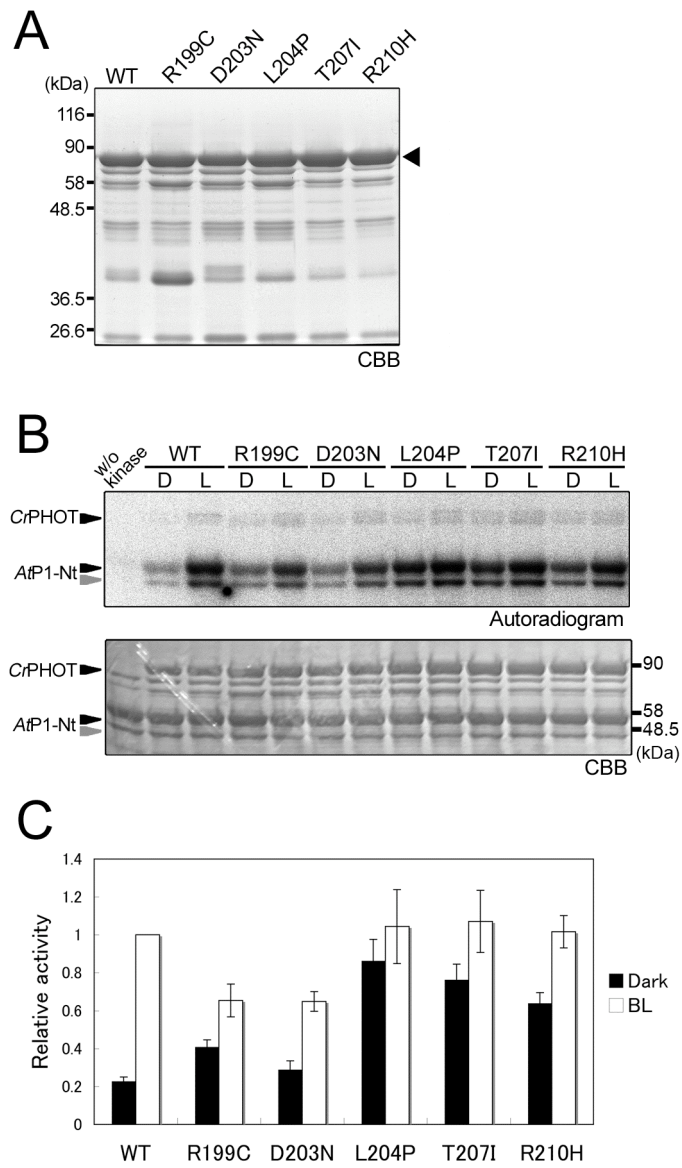 A
WT R199C D203N L204P T207I R210H
(kDa)
116
90
58
48.5
36.5
26.6
CBB
B
w/o kinase WT R199C D203N L204P T207I R210H
D L D L D L D L D L D L
CrPHOT
AtP1-Nt
Autoradiogram
CrPHOT 90
AtP1-Nt 58
48.5
(kDa)
CBB
C
1.4
1.2
1
0.8
0.6
0.4
0.2
0
Relative activity
Dark
BL
WT R199C D203N L204P T207I R210H